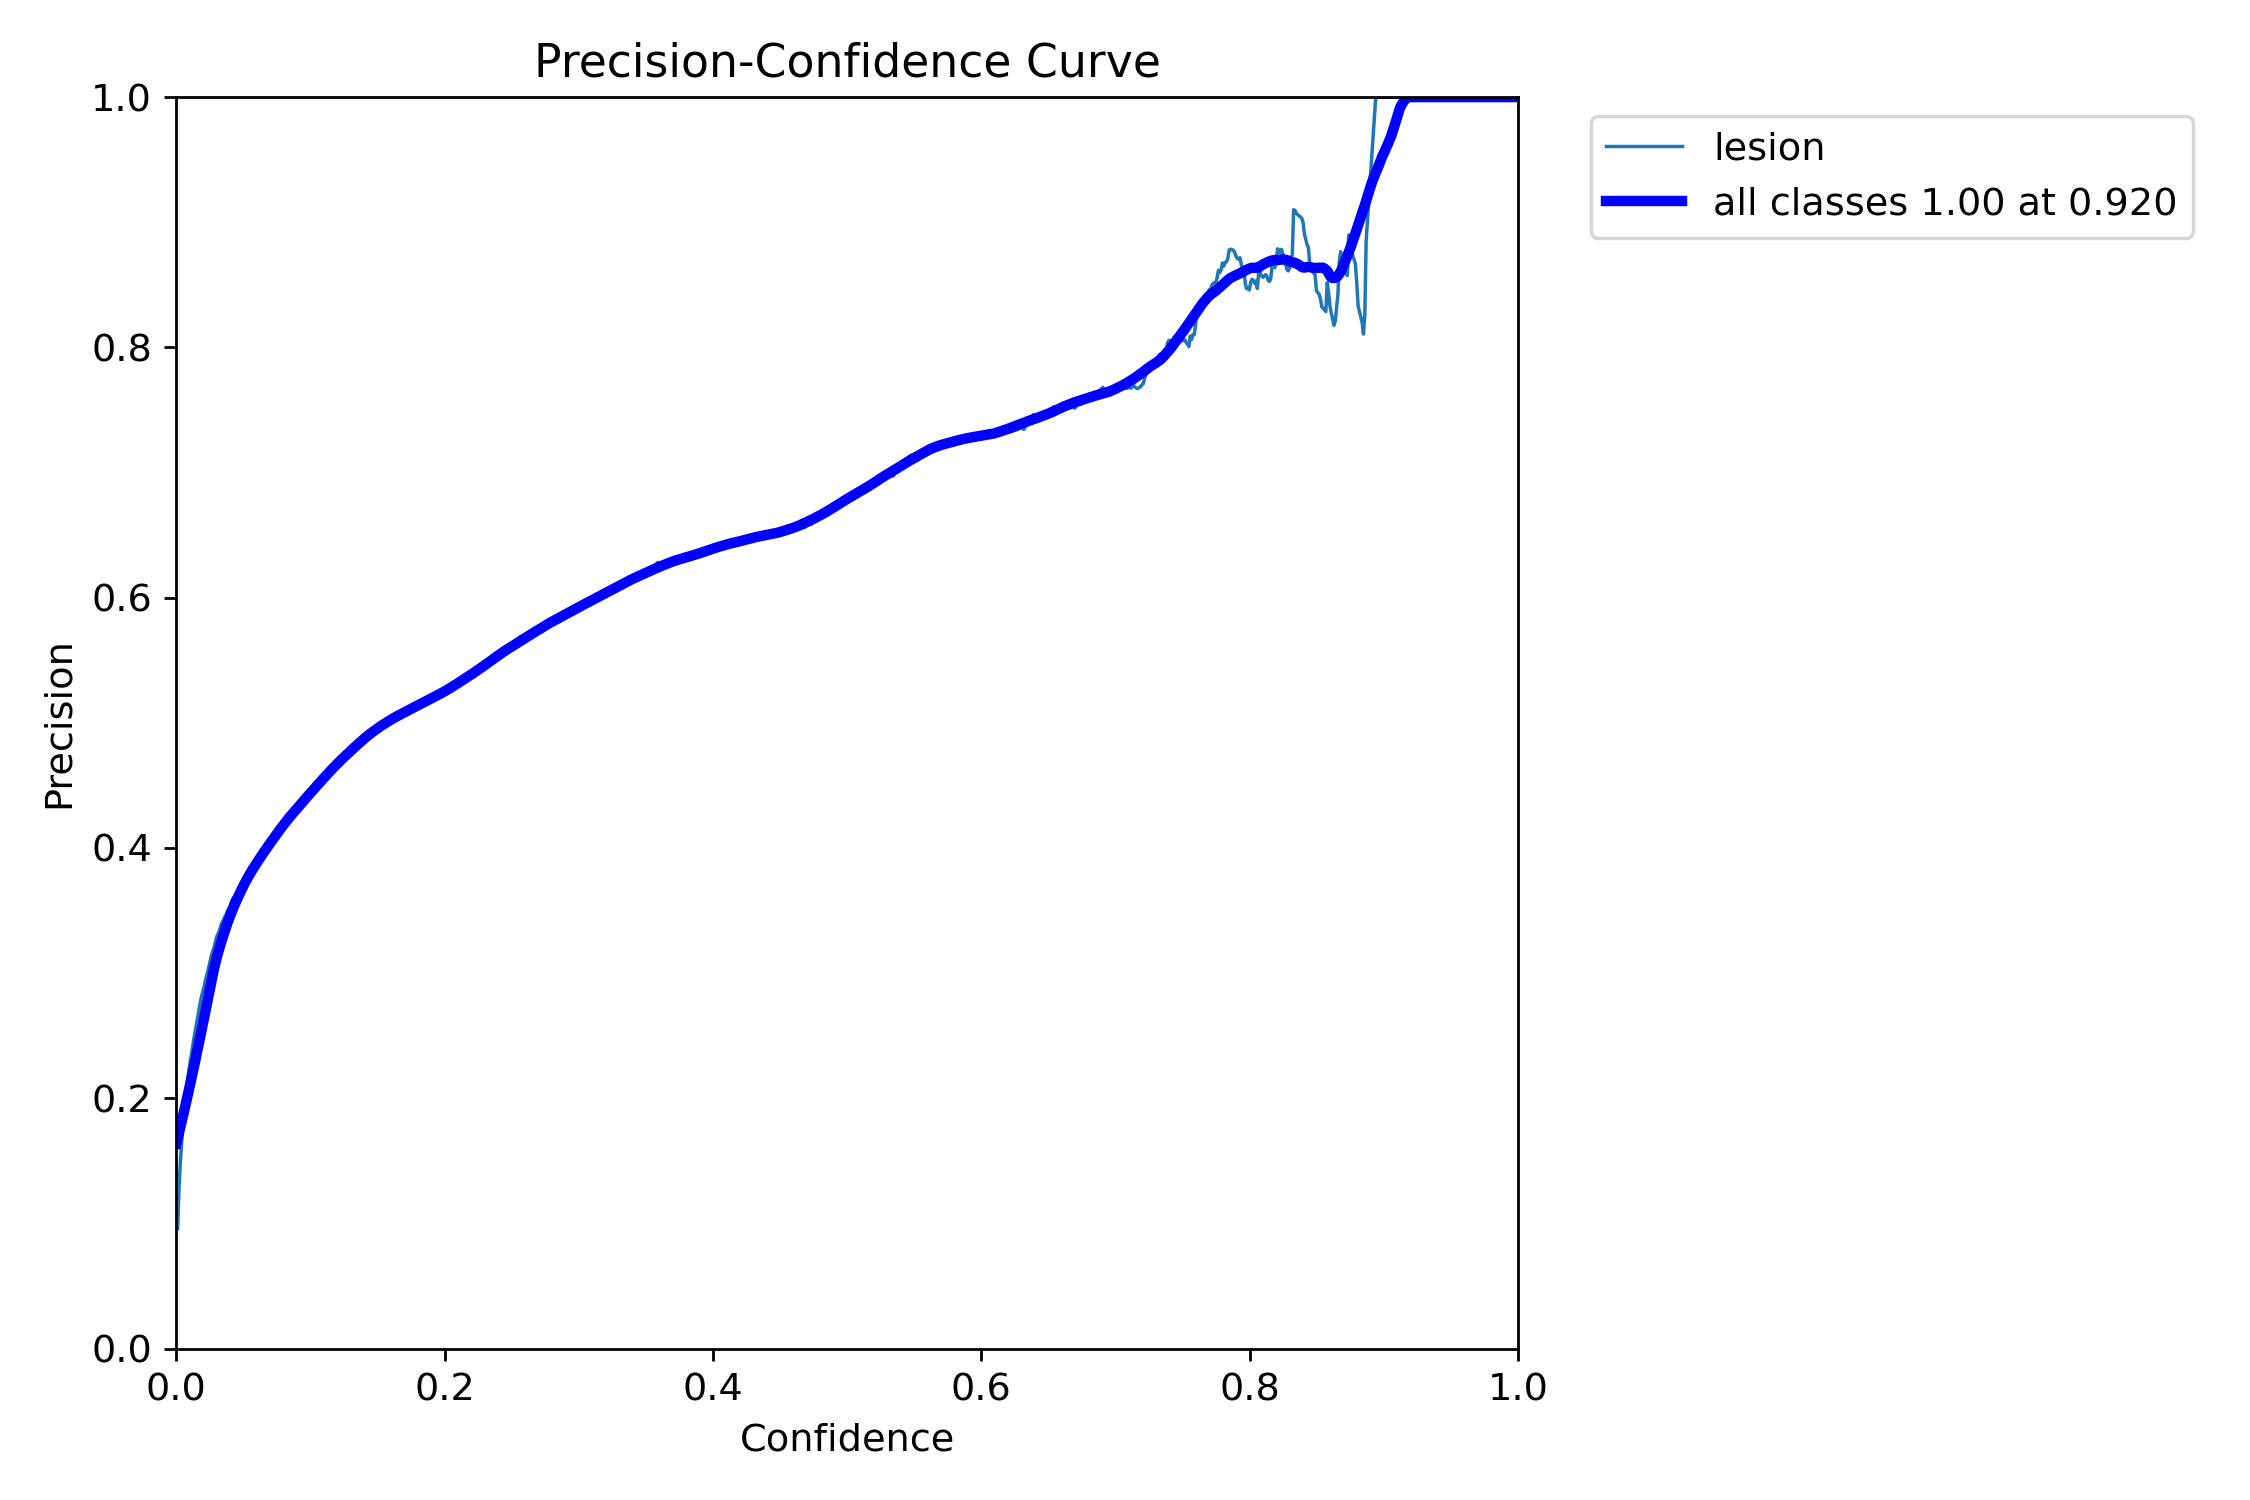 Precision-Confidence Curve
lesion
all classes 1.00 at 0.920
Precision
1.0
0.8
0.6
0.4
0.2
0.0
0.0 0.2 0.4 0.6 0.8 1.0
Confidence